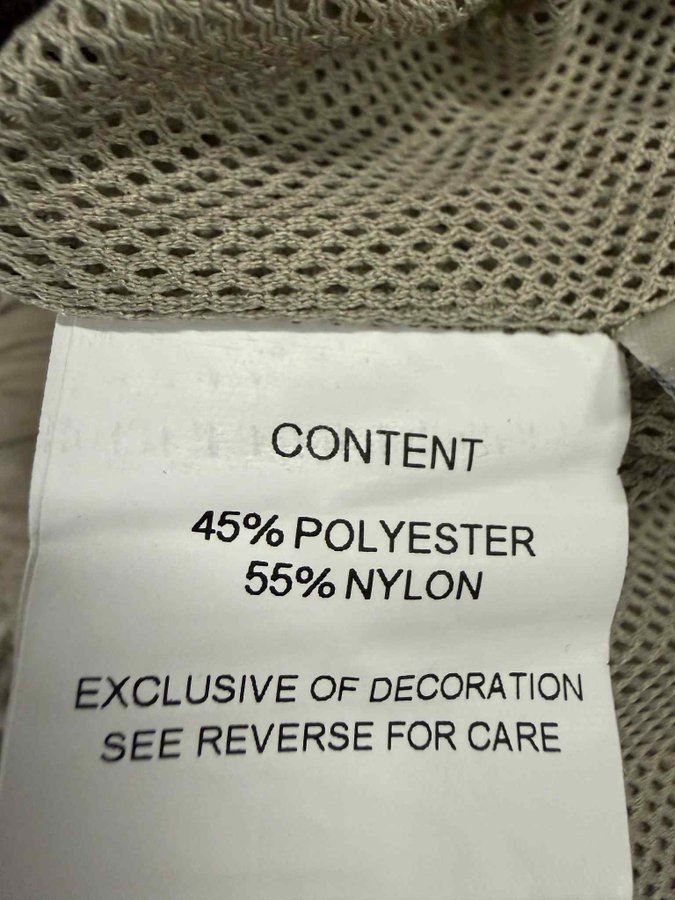 CONTENT
45% POLYESTER
55% NYLON
EXCLUSIVE OF DECORATION
SEE REVERSE FOR CARE